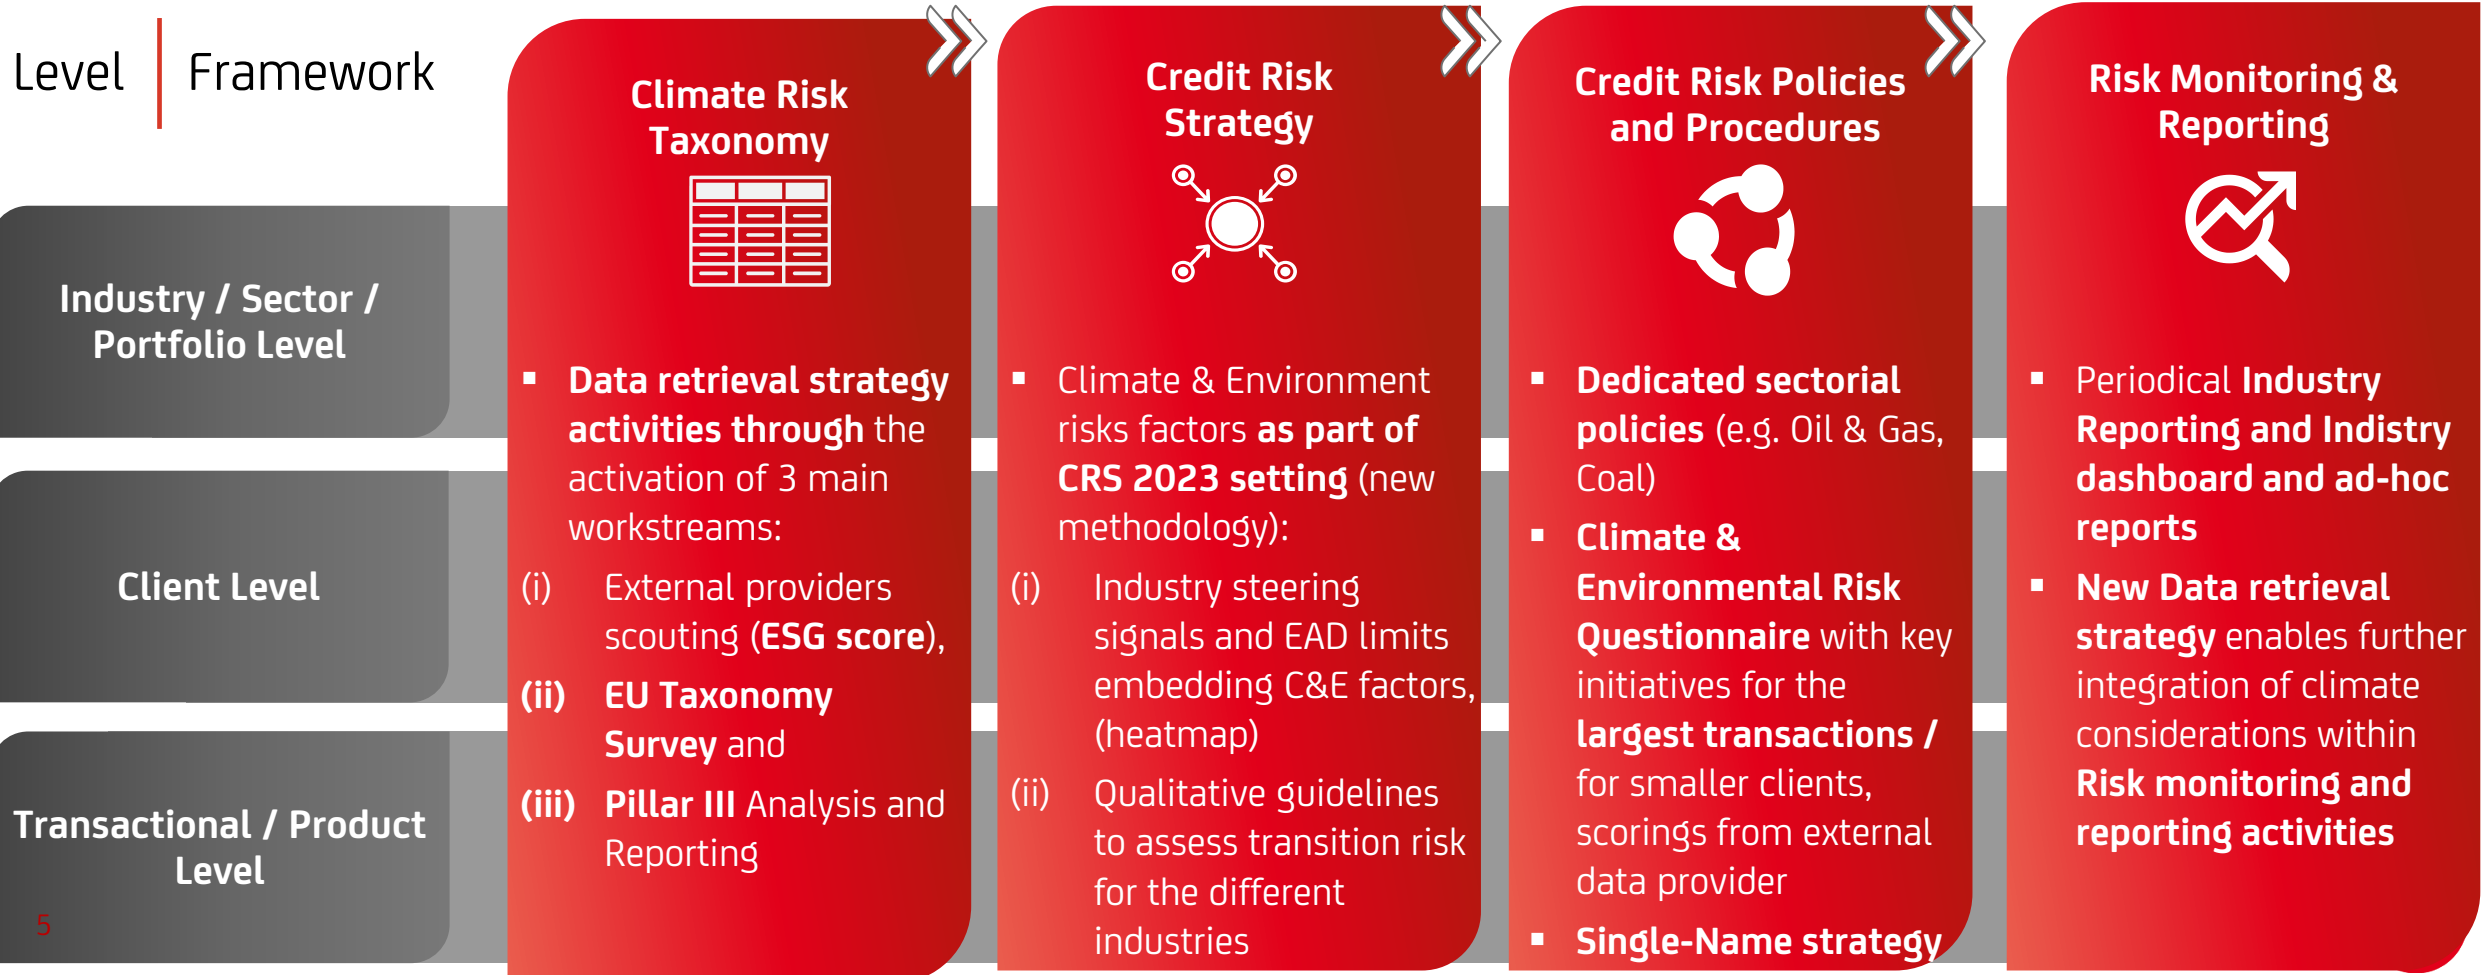 Level
Framework
Industry / Sector /
Portfolio Level
Client Level
Transactional / Product
Level
5
Climate Risk
Taxonomy
▪ Data retrieval strategy
activities through the
activation of 3 main
workstreams:
(i) External providers
scouting (ESG score),
(ii) EU Taxonomy
Survey and
(iii) Pillar III Analysis and
Reporting
Credit Risk
Strategy
▪ Climate & Environment
risks factors as part of
CRS 2023 setting (new
methodology):
(i) Industry steering
signals and EAD limits
embedding C&E factors,
(heatmap)
(ii) Qualitative guidelines
to assess transition risk
for the different
industries
Credit Risk Policies
and Procedures
▪ Dedicated sectorial
policies (e.g. Oil & Gas,
Coal)
▪ Climate &
Environmental Risk
Questionnaire with key
initiatives for the
largest transactions /
for smaller clients,
scorings from external
data provider
▪ Single-Name strategy
Risk Monitoring &
Reporting
▪ Periodical Industry
Reporting and Indistry
dashboard and ad-hoc
reports
▪ New Data retrieval
strategy enables further
integration of climate
considerations within
Risk monitoring and
reporting activities